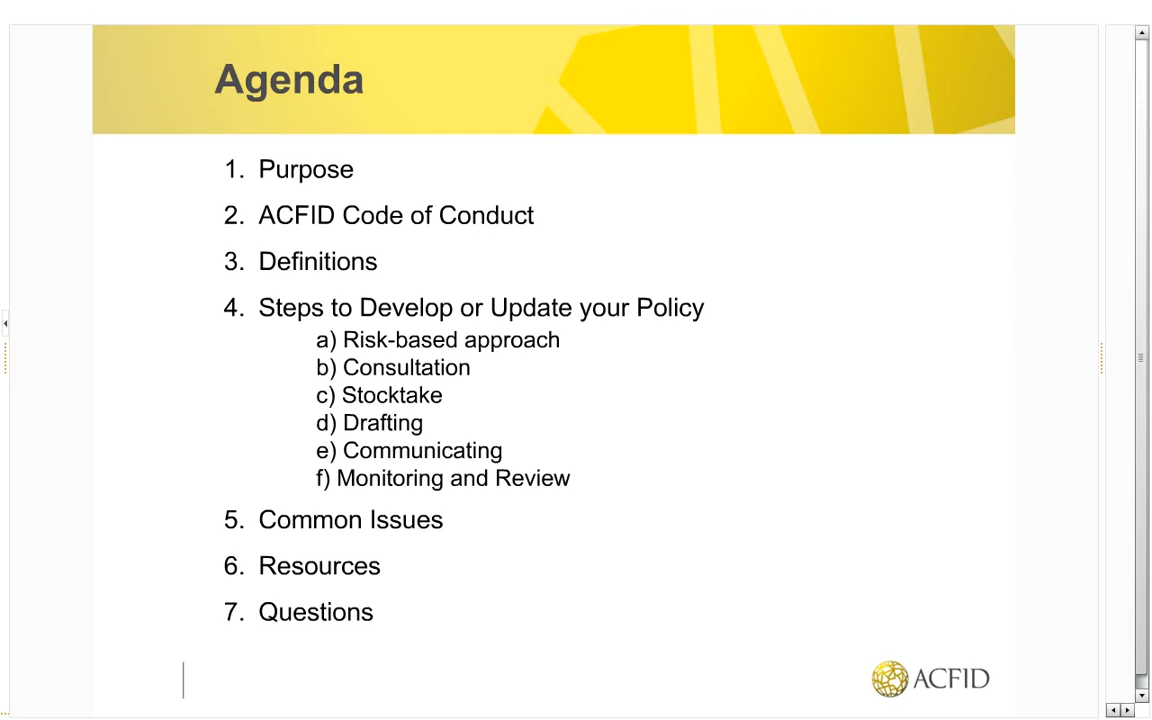 Agenda
1. Purpose
2. ACFID Code of Conduct
3. Definitions
4. Steps to Develop or Update your Policy
a) Risk-based approach
b) Consultation
c) Stocktake
d) Drafting
e) Communicating
f) Monitoring and Review
5. Common Issues
6. Resources
7. Questions
ACFID